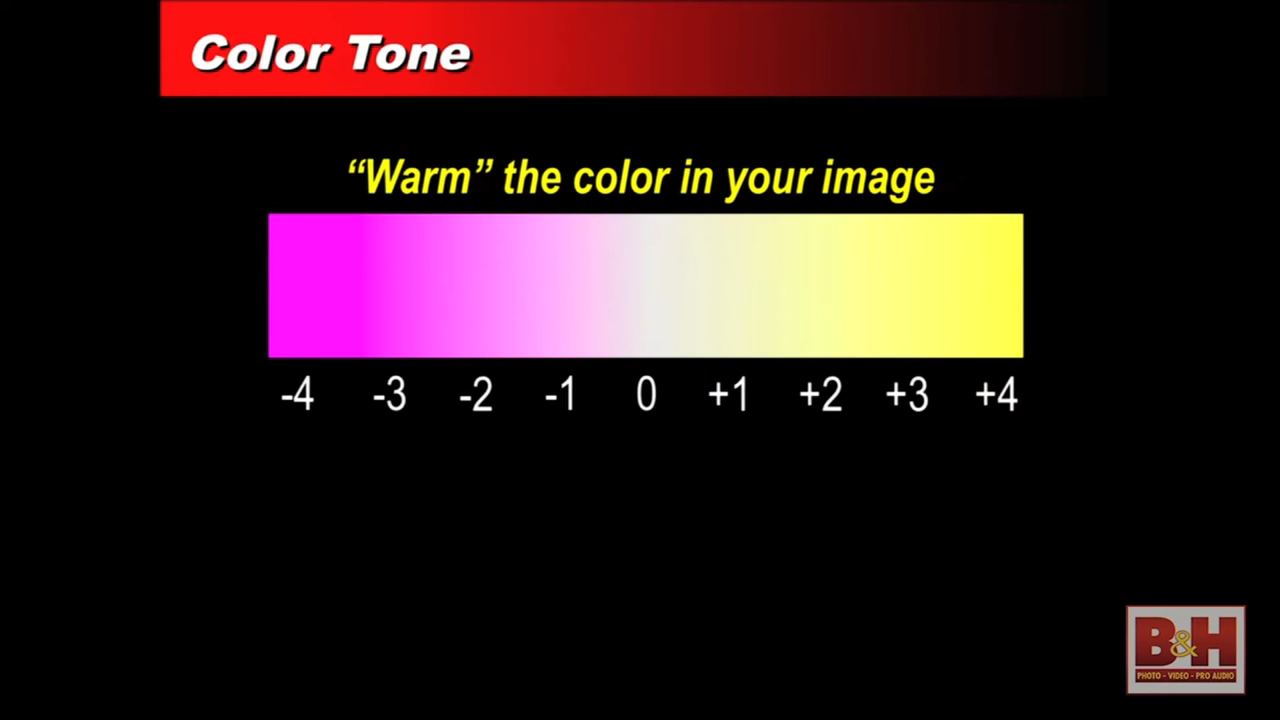 Color Tone
“Warm” the color in your image
-4 -3 -2 -1 0 +1 +2 +3 +4
B&H
PHOTO - VIDEO - PRO AUDIO